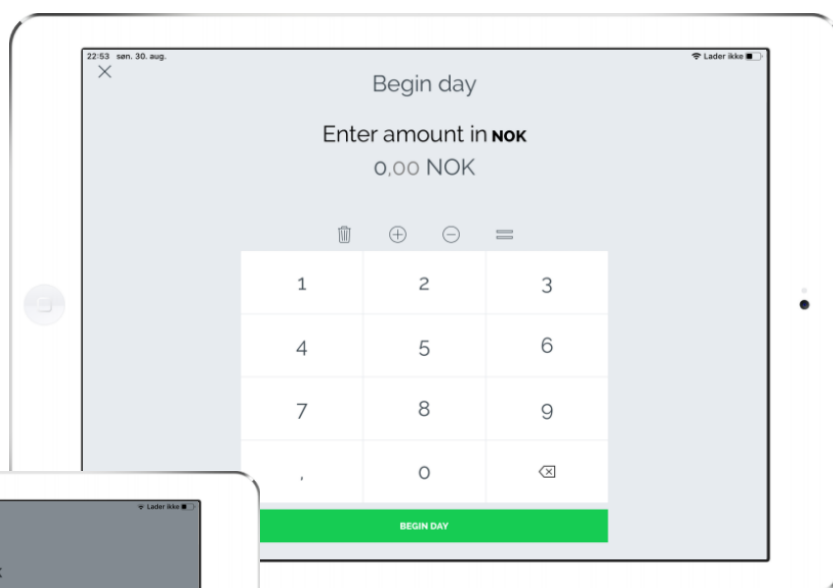 22:53 søn. 30. aug.
Lader ikke
Begin day
Enter amount in NOK
0,00 NOK
1 2 3
4 5 6
7 8 9
, 0
BEGIN DAY
Lader ikke